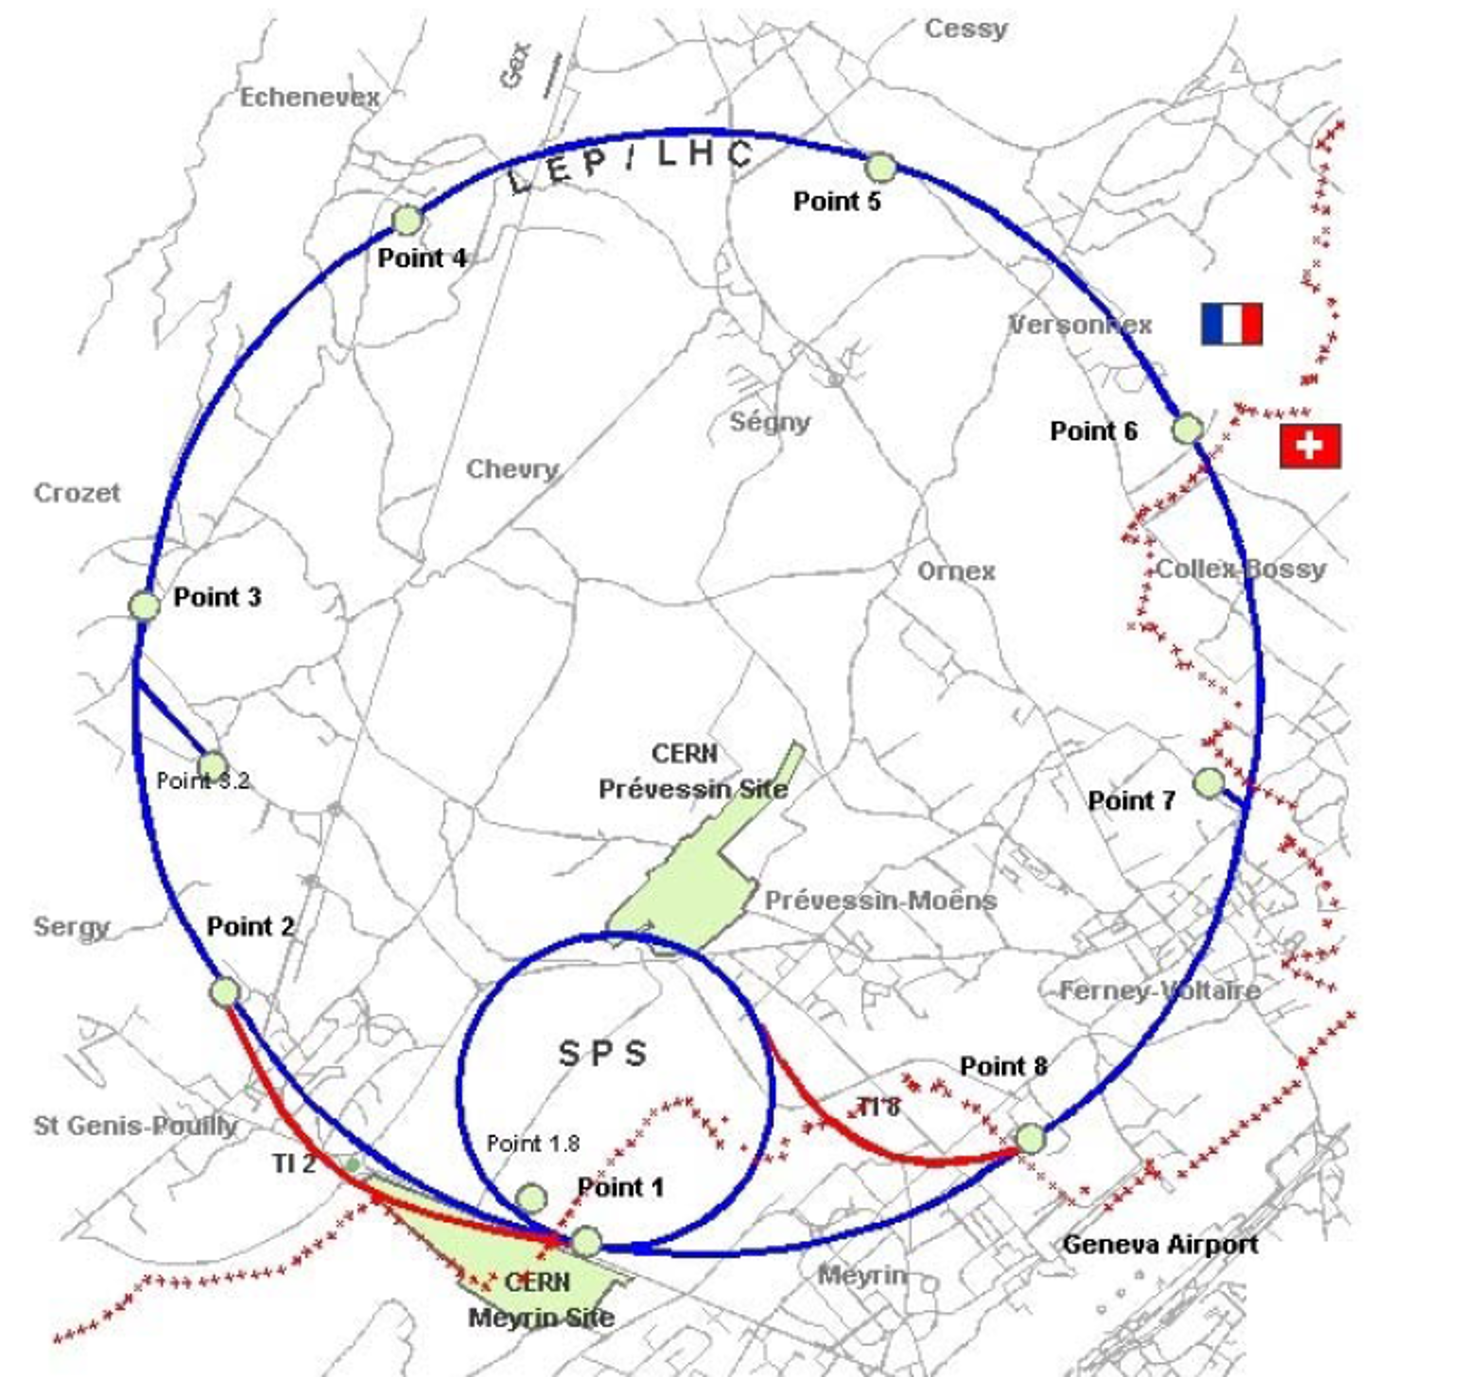 Cessy
Gex
Echenevex
LEP / LHC
Point 5
Point 4
Versonnex
Ségny
Point 6
Chevry
Crozet
Ornex
Collex-Bossy
Point 3
CERN
Prévessin Site
Point 3.2
Point 7
Prévessin-Moëns
Sergy
Point 2
Ferney-Voltaire
SPS
Point 8
TI 8
St Genis-Pouilly
Point 1.8
TI 2
Point 1
Geneva Airport
Meyrin
CERN
Meyrin Site